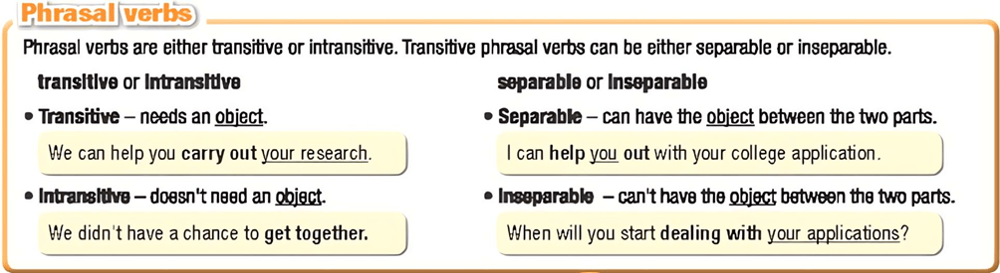 Phrasal verbs
Phrasal verbs are either transitive or intransitive. Transitive phrasal verbs can be either separable or inseparable.
transitive or Intransitive
• Transitive – needs an object.
We can help you carry out your research.
• Intransitive – doesn't need an object.
We didn't have a chance to get together.
separable or Inseparable
• Separable – can have the object between the two parts.
I can help you out with your college application.
• Inseparable – can't have the object between the two parts.
When will you start dealing with your applications?